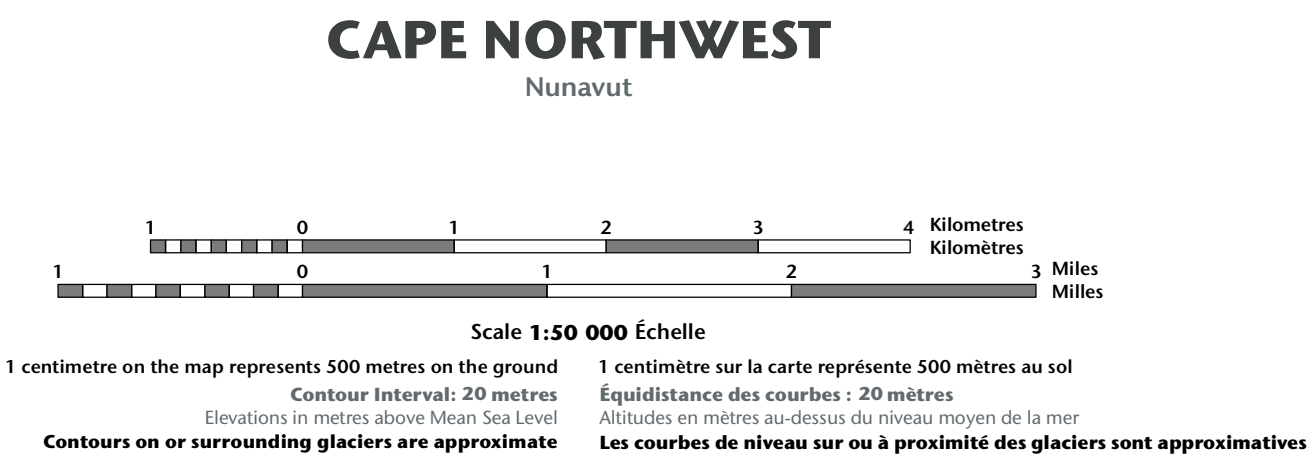 CAPE NORTHWEST
Nunavut
1 0 1 2 3 4 Kilometres
Kilomètres
1 0 1 2 3 Miles
Milles
Scale 1:50 000 Échelle
1 centimetre on the map represents 500 metres on the ground
Contour Interval: 20 metres
Elevations in metres above Mean Sea Level
Contours on or surrounding glaciers are approximate
1 centimètre sur la carte représente 500 mètres au sol
Équidistance des courbes : 20 mètres
Altitudes en mètres au-dessus du niveau moyen de la mer
Les courbes de niveau sur ou à proximité des glaciers sont approximatives